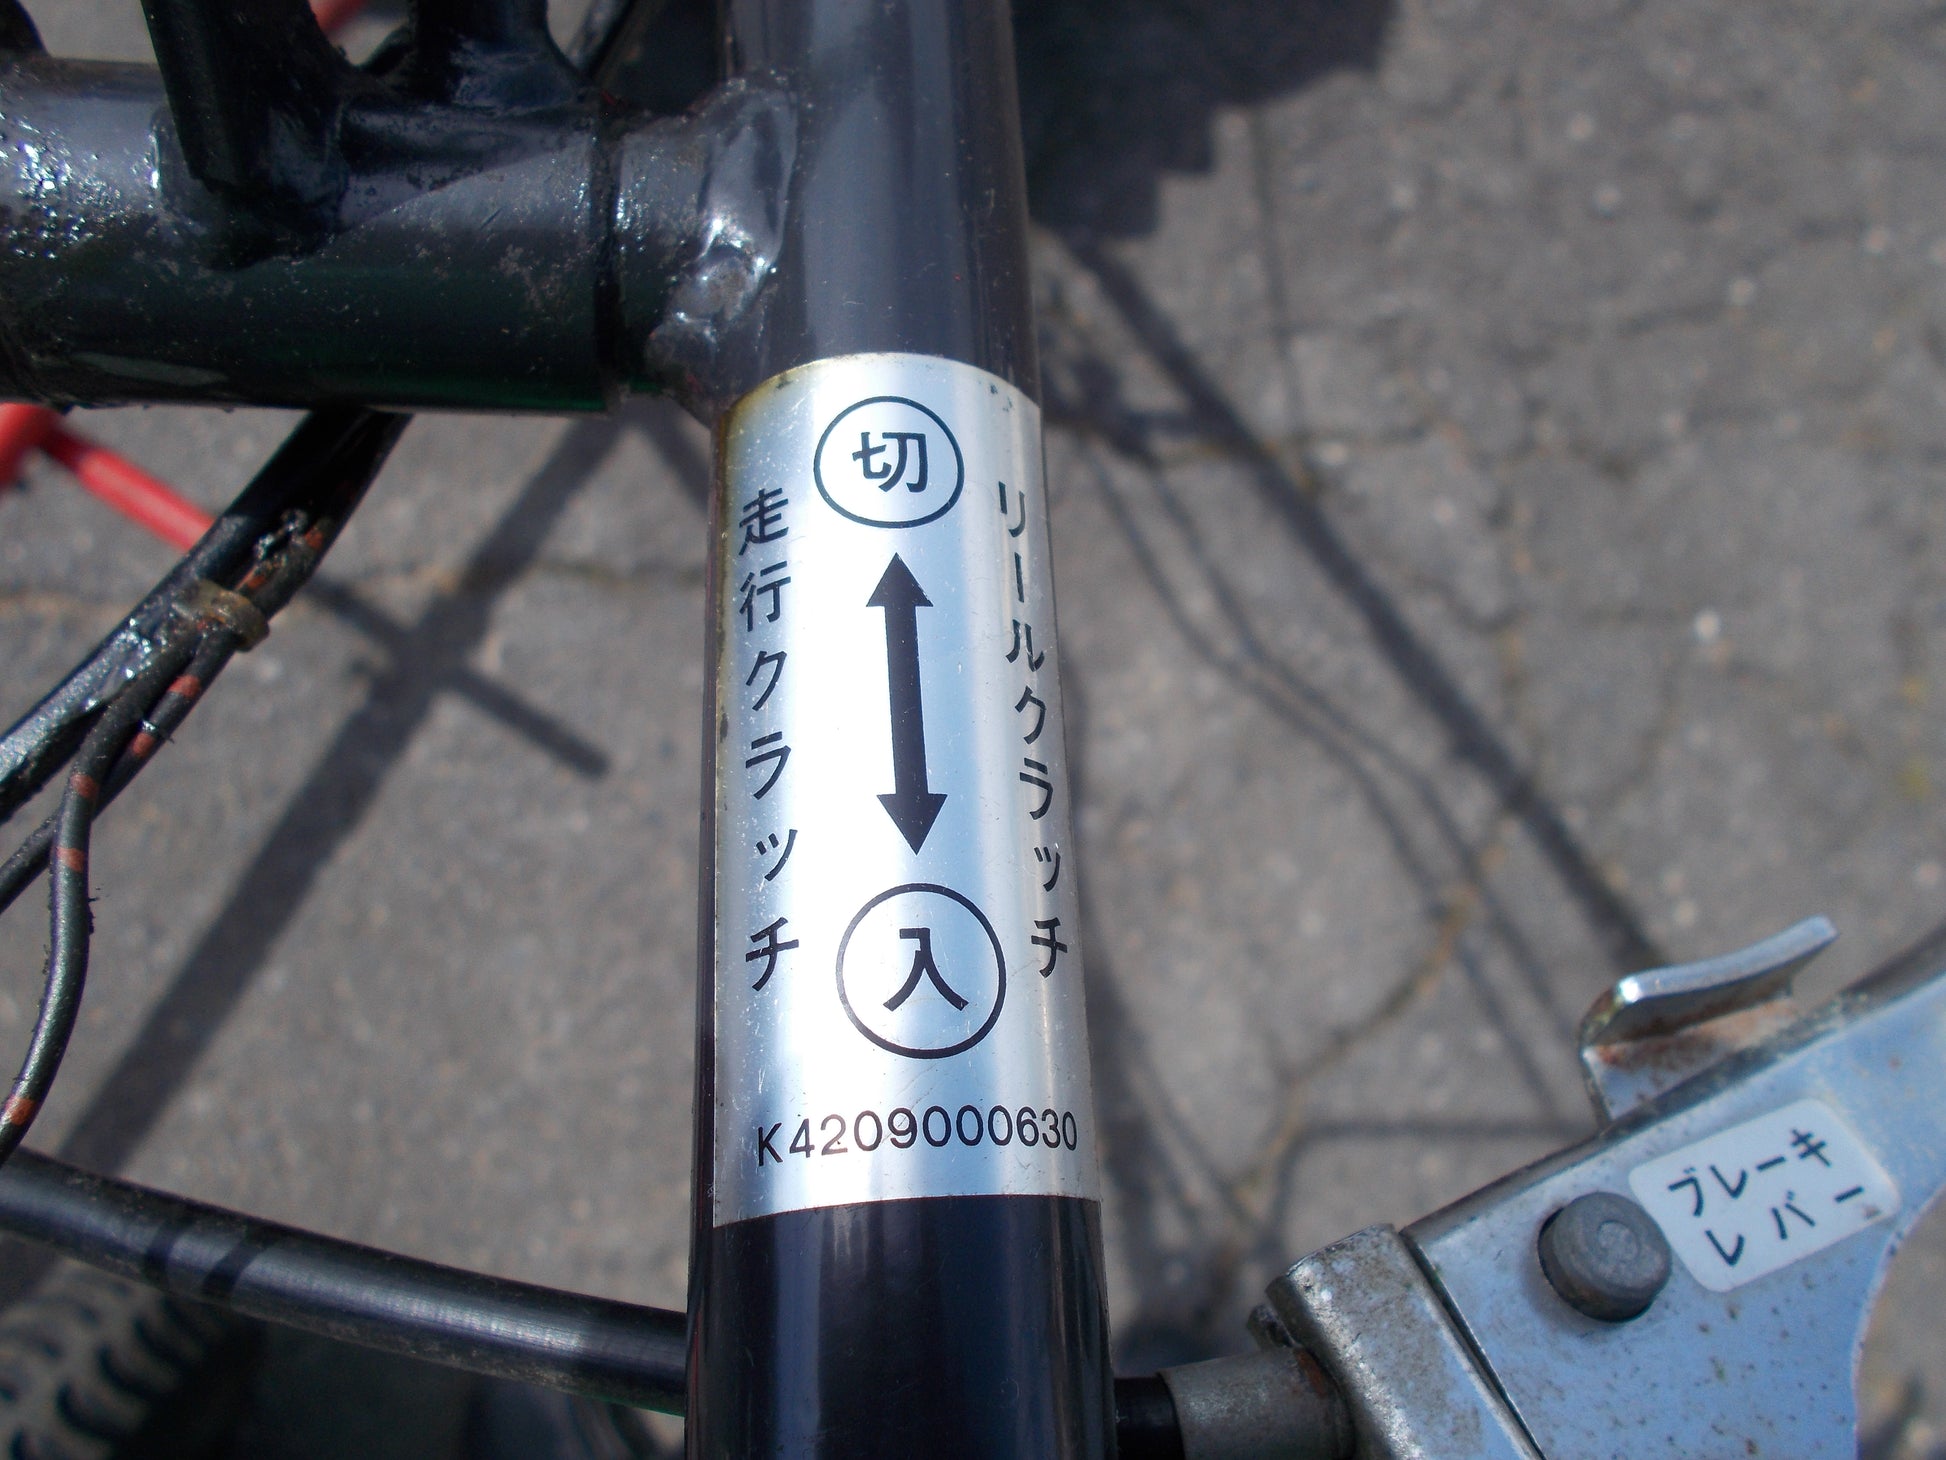 切
リールクラッチ
走行クラッチ
入
K4209000630
ブレーキ
レバー